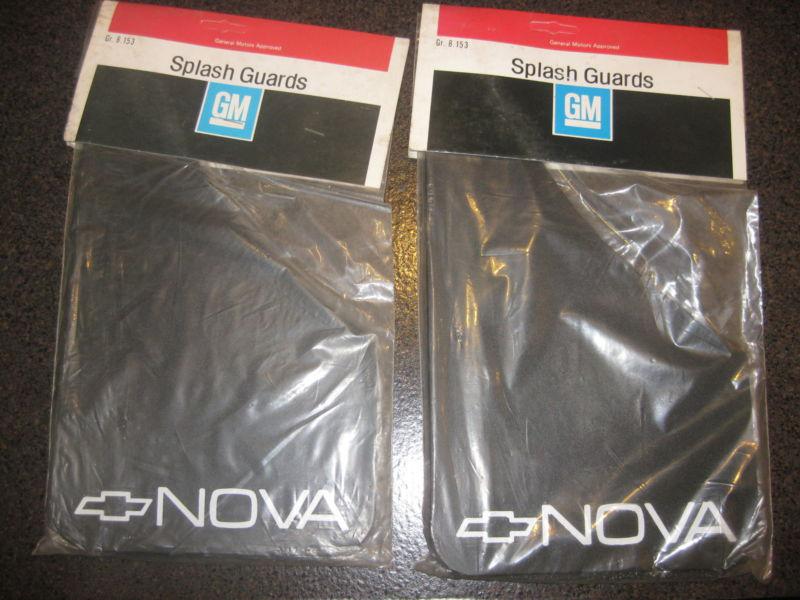 Gr. 8.153
General Motors Approved
Splash Guards
GM
NOVA
Gr. 8.153
General Motors Approved
Splash Guards
GM
NOVA